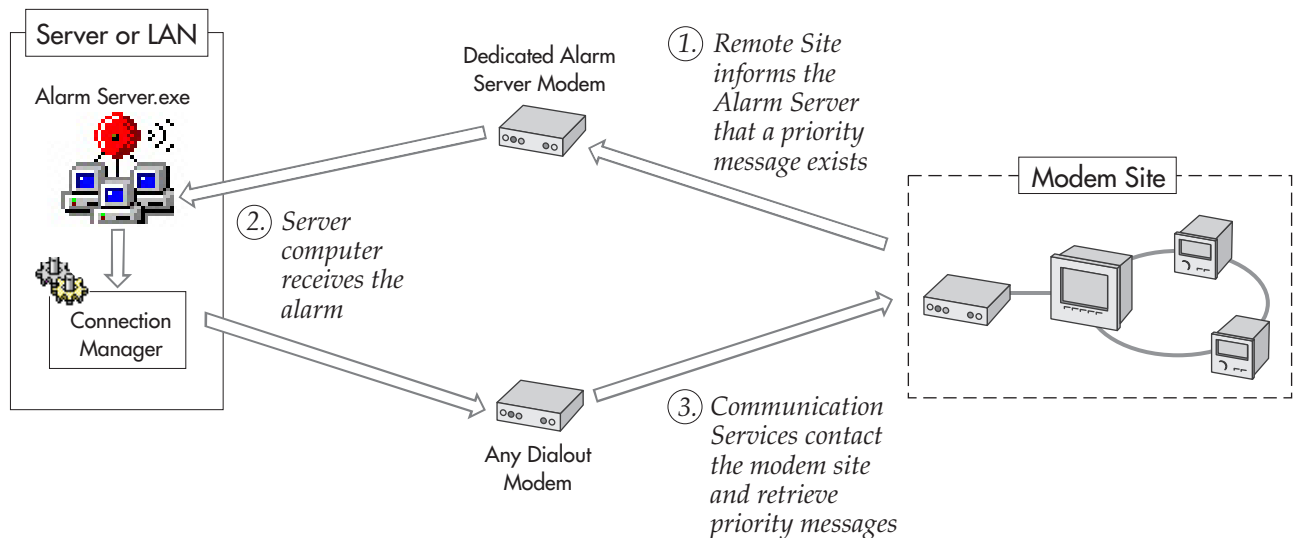 Server or LAN
Alarm Server.exe
Connection
Manager
Dedicated Alarm
Server Modem
1. Remote Site
informs the
Alarm Server
that a priority
message exists
2. Server
computer
receives the
alarm
Any Dialout
Modem
3. Communication
Services contact
the modem site
and retrieve
priority messages
Modem Site